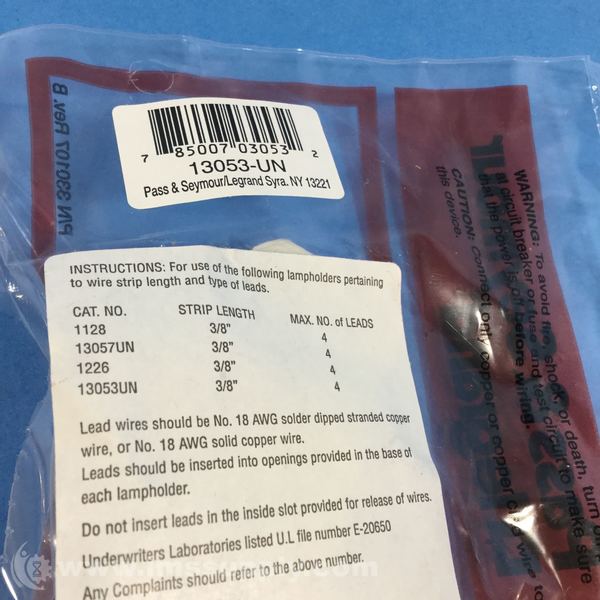 7 85007 03053 2
13053-UN
Pass & Seymour/Legrand Syra. NY 13221
P/N 330107 Rev. B
INSTRUCTIONS: For use of the following lampholders pertaining
to wire strip length and type of leads.
CAT. NO. STRIP LENGTH MAX. NO. of LEADS
1128 3/8" 4
13057UN 3/8" 4
1226 3/8" 4
13053UN 3/8" 4
Lead wires should be No. 18 AWG solder dipped stranded copper
wire, or No. 18 AWG solid copper wire.
Leads should be inserted into openings provided in the base of
each lampholder.
Do not insert leads in the inside slot provided for release of wires.
Underwriters Laboratories listed U.L file number E-20650
Any Complaints should refer to the above number.
WARNING: To avoid fire, shock, or death, turn
at circuit breaker or fuse and test circuit to make sure
that the power is off before wiring.
CAUTION: Connect only copper or copper clad wire to
this device.
www.imssupply.com